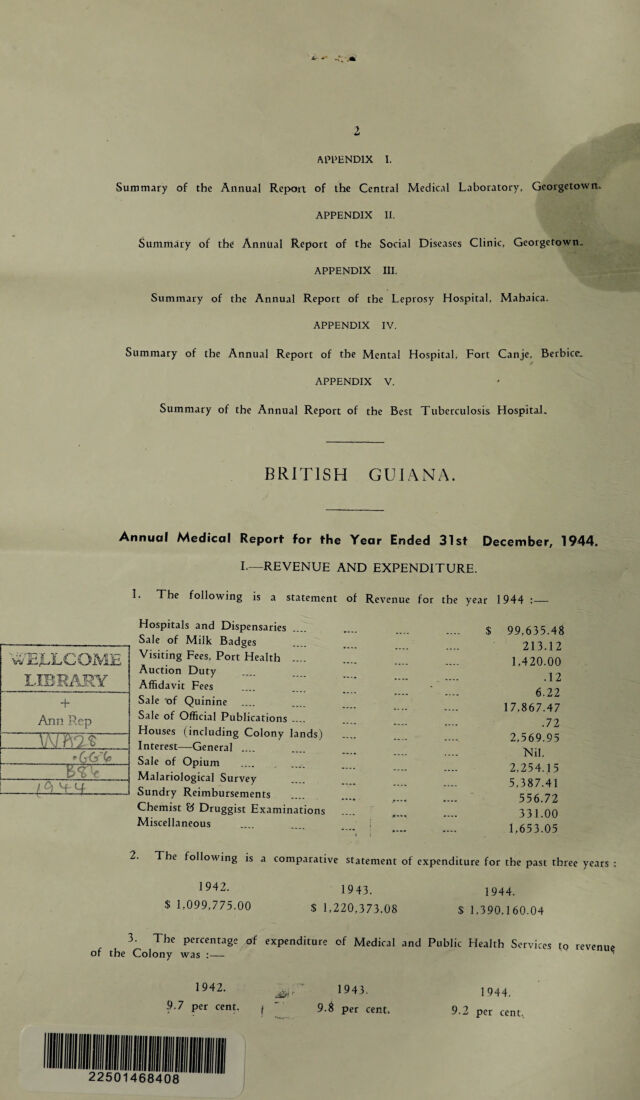 2
APPENDIX I.
Summary of the Annual Report of the Central Medical Laboratory, Georgetown.
APPENDIX II.
Summary of the Annual Report of the Social Diseases Clinic, Georgetown.
APPENDIX III.
Summary of the Annual Report of the Leprosy Hospital, Mahaica.
APPENDIX IV.
Summary of the Annual Report of the Mental Hospital, Fort Canje, Berbice.
APPENDIX V.
Summary of the Annual Report of the Best Tuberculosis Hospital.
BRITISH GUIANA.
Annual Medical Report for the Year Ended 31st December, 1944.
I.—REVENUE AND EXPENDITURE.
1. The following is a statement of Revenue for the year 1944 :—
Hospitals and Dispensaries .... .... .... .... $ 99,635.48
Sale of Milk Badges .... .... .... .... 213.12
Visiting Fees, Port Health .... .... .... .... 1,420.00
Auction Duty .... .... .... .... .... .12
Affidavit Fees .... .... .... .... .... 6.22
Sale of Quinine .... .... .... .... .... 17,867.47
Sale of Official Publications .... .... .... .... .72
Houses (including Colony lands) .... .... .... 2,569.95
Interest—General .... .... .... .... .... Nil.
Sale of Opium .... .... .... .... .... 2,254.15
Malariological Survey .... .... .... .... 5,387.41
Sundry Reimbursements .... .... .... .... 556.72
Chemist & Druggist Examinations .... .... .... 331.00
Miscellaneous .... .... .... .... .... 1,653.05
2. The following is a comparative statement of expenditure for the past three years :
1942. 1943. 1944.
$ 1,099,775.00 $ 1,220,373.08 $ 1,390,160.04
3. The percentage of expenditure of Medical and Public Health Services to revenue
of the Colony was :—
1942. 1943. 1944.
9.7 per cent. 9.8 per cent. 9.2 per cent.
WELLCOME
LIBRARY
+
Ann Rep
WA28
.GG6
B86
1944
22501468408